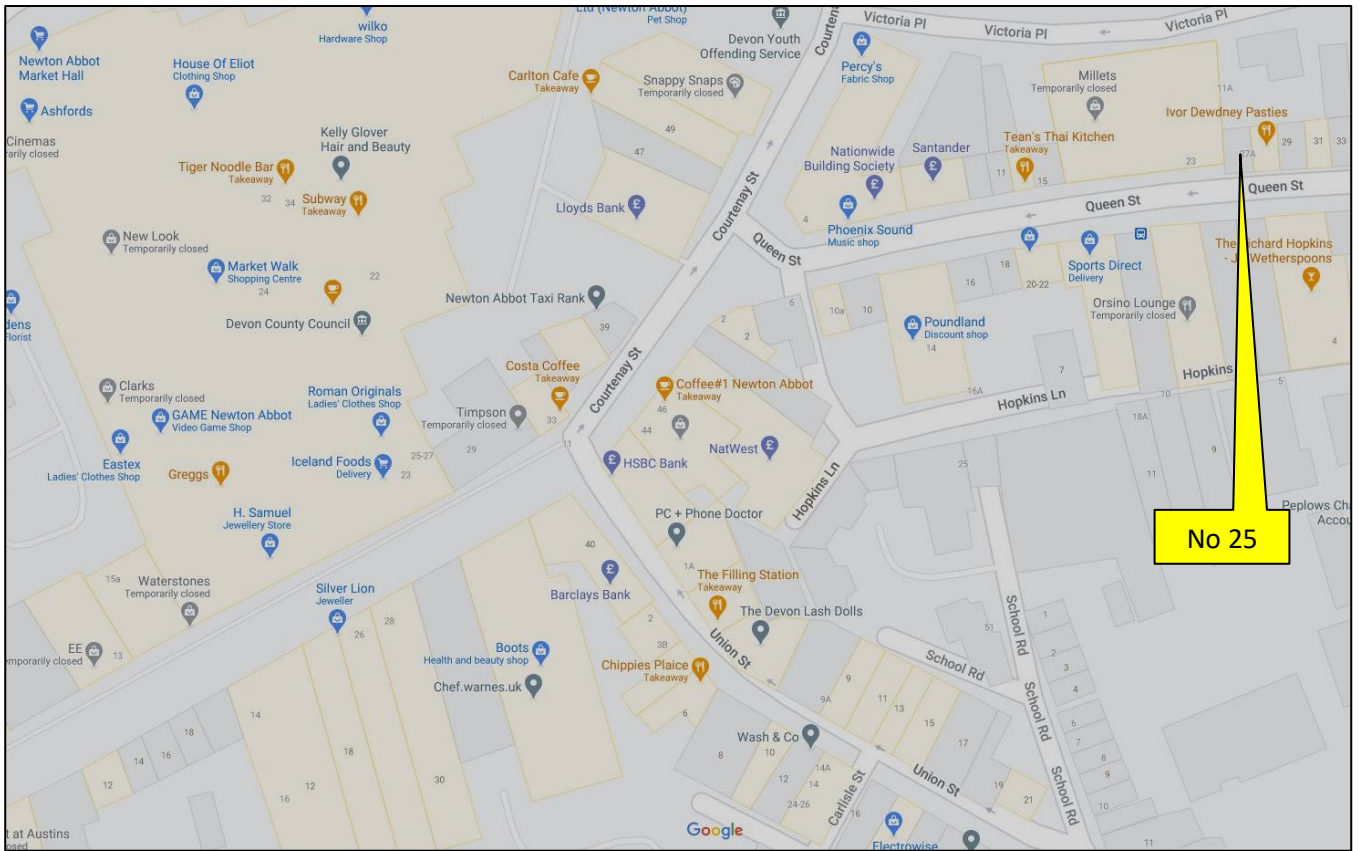 Ltd (Newton Abbot)
Pet Shop
wilko
Hardware Shop
Newton Abbot
Market Hall
House Of Eliot
Clothing Shop
Ashfords
Cinemas
Kelly Glover
Hair and Beauty
Tiger Noodle Bar
Takeaway
32
34
Subway
Takeaway
New Look
Temporarily closed
Market Walk
Shopping Centre
24
22
Devon County Council
Clarks
Temporarily closed
GAME Newton Abbot
Video Game Shop
Roman Originals
Ladies' Clothes Shop
Eastex
Ladies' Clothes Shop
Greggs
Iceland Foods
Delivery
25-27
23
29
H. Samuel
Jewellery Store
15a
Waterstones
Temporarily closed
EE
13
Silver Lion
Jeweller
26
28
14
18
12
16
30
12
14
16
18
t at Austins
Carlton Cafe
Takeaway
Devon Youth
Offending Service
Snappy Snaps
Temporarily closed
49
47
Lloyds Bank
Newton Abbot Taxi Rank
39
Costa Coffee
Takeaway
33
Timpson
Temporarily closed
11
Courtenay St
Courtenay St
Courtena
Victoria Pl
Victoria Pl
Victoria Pl
Percy's
Fabric Shop
Millets
Temporarily closed
11A
Ivor Dewdney Pasties
27A
29
31
33
Tean's Thai Kitchen
Takeaway
11
15
23
Nationwide
Building Society
Santander
4
Phoenix Sound
Music shop
Queen St
Queen St
Queen St
Sports Direct
Delivery
16
18
20-22
Orsino Lounge
Temporarily closed
4
6
10a
10
Poundland
Discount shop
14
16A
7
Hopkins
Hopkins Ln
Hopkins Ln
10
5
18A
9
11
25
2
2
Coffee#1 Newton Abbot
Takeaway
46
44
HSBC Bank
NatWest
PC + Phone Doctor
1A
40
Barclays Bank
The Filling Station
Takeaway
The Devon Lash Dolls
2
3B
Boots
Health and beauty shop
Chef.warnes.uk
Chippies Plaice
Takeaway
6
Union St
Union St
9
9A
11
13
15
17
19
21
Wash & Co
8
10
12
14A
14
24-26
Carlisle St
16
Electrowise
51
School Rd
School Rd
School Rd
School Rd
1
2
3
4
6
7
8
9
10
11
No 25
Google